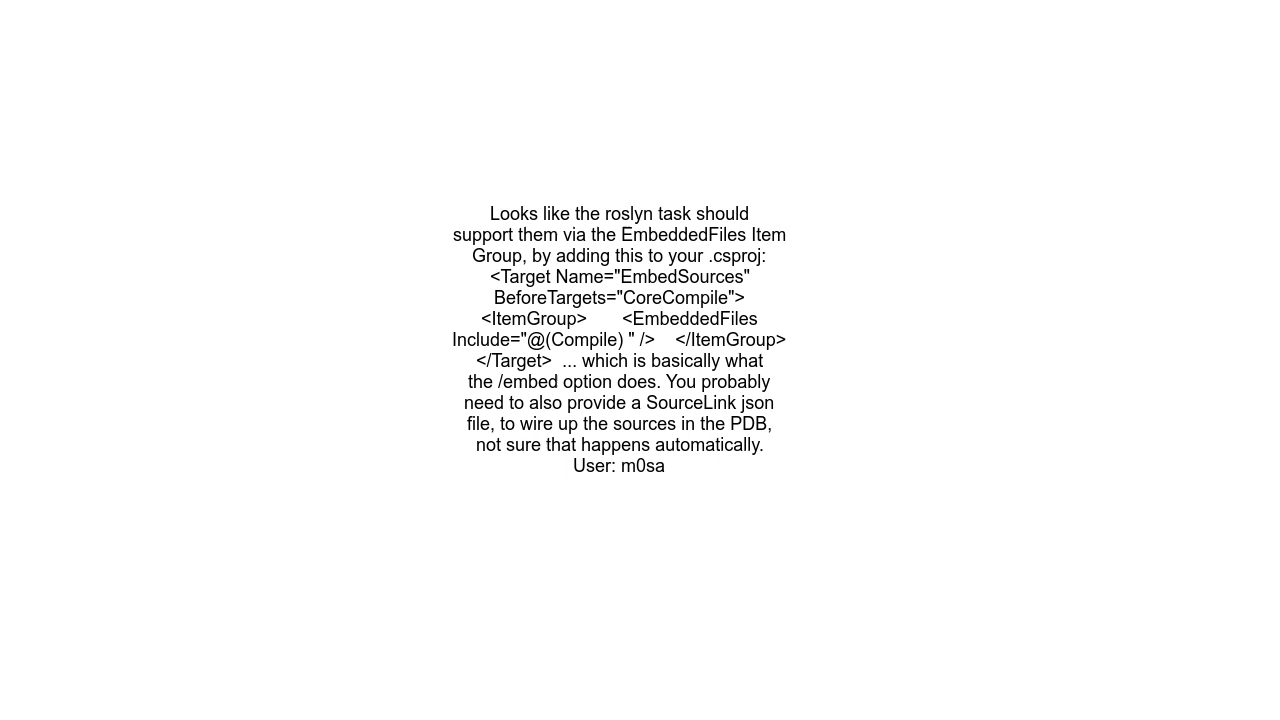 Looks like the roslyn task should
support them via the EmbeddedFiles Item
Group, by adding this to your .csproj:
<Target Name="EmbedSources"
BeforeTargets="CoreCompile">
<ItemGroup>       <EmbeddedFiles
Include="@(Compile) " />    </ItemGroup>
</Target>  ... which is basically what
the /embed option does. You probably
need to also provide a SourceLink json
file, to wire up the sources in the PDB,
not sure that happens automatically.
User: m0sa